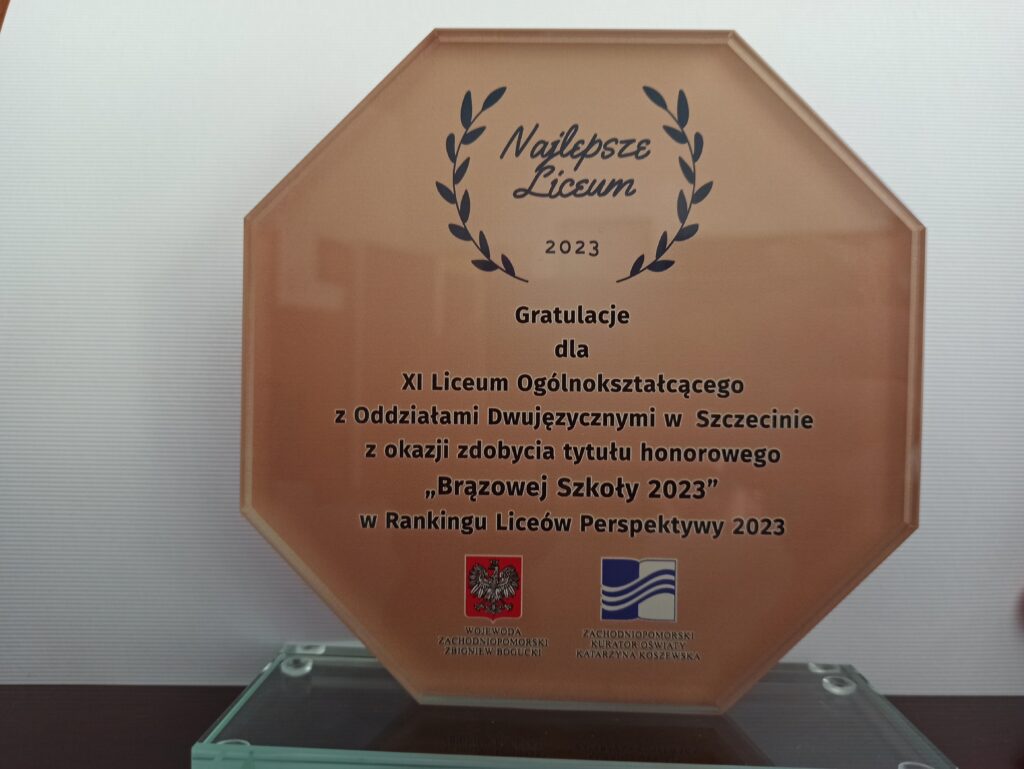 Najlepsze
Liceum
2023
Gratulacje
dla
XI Liceum Ogólnokształcącego
z Oddziałami Dwujęzycznymi w Szczecinie
z okazji zdobycia tytułu honorowego
„Brązowej Szkoły 2023”
w Rankingu Liceów Perspektywy 2023
WOJEWODA
ZACHODNIOPOMORSKI
ZBIGNIEW BOGUCKI
ZACHODNIOPOMORSKI
KURATOR OŚWIATY
KATARZYNA KOSZEWSKA